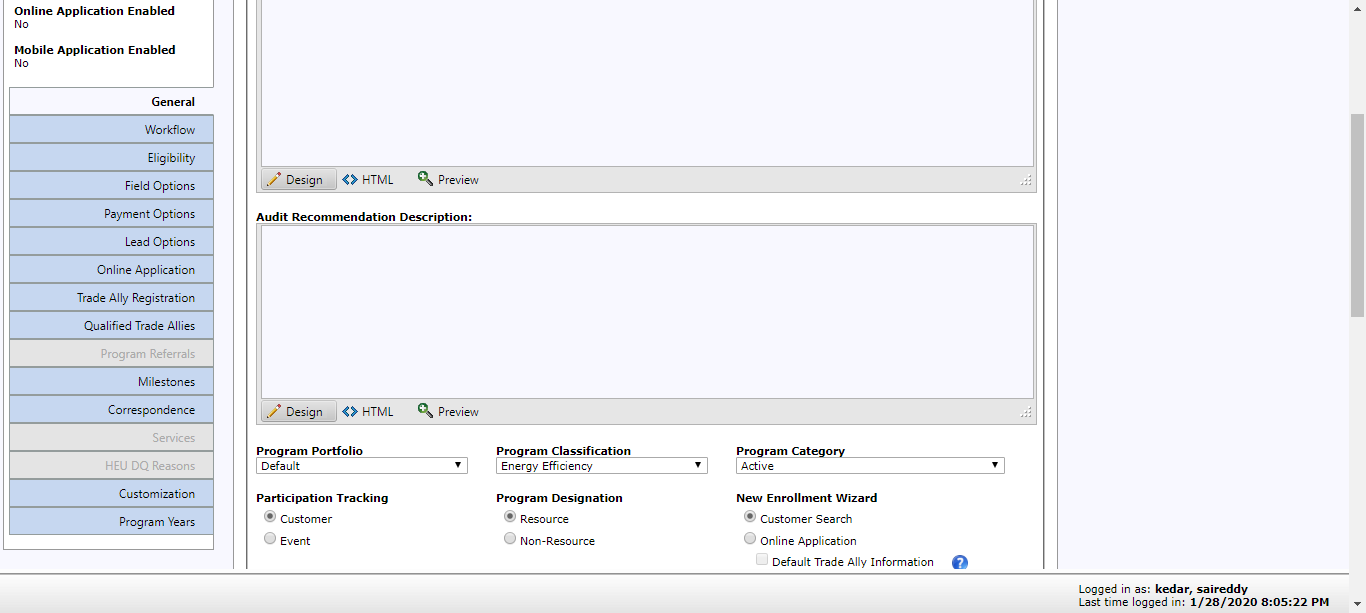 Online Application Enabled
No
Mobile Application Enabled
No
General
Workflow
Eligibility
Field Options
Payment Options
Lead Options
Online Application
Trade Ally Registration
Qualified Trade Allies
Program Referrals
Milestones
Correspondence
Services
HEU DQ Reasons
Customization
Program Years
Design HTML Preview
Audit Recommendation Description:
Design HTML Preview
Program Portfolio Program Classification Program Category
Default Energy Efficiency Active
Participation Tracking Program Designation New Enrollment Wizard
Customer Resource Customer Search
Event Non-Resource Online Application
Default Trade Ally Information ?
Logged in as: kedar, saireddy
Last time logged in: 1/28/2020 8:05:22 PM